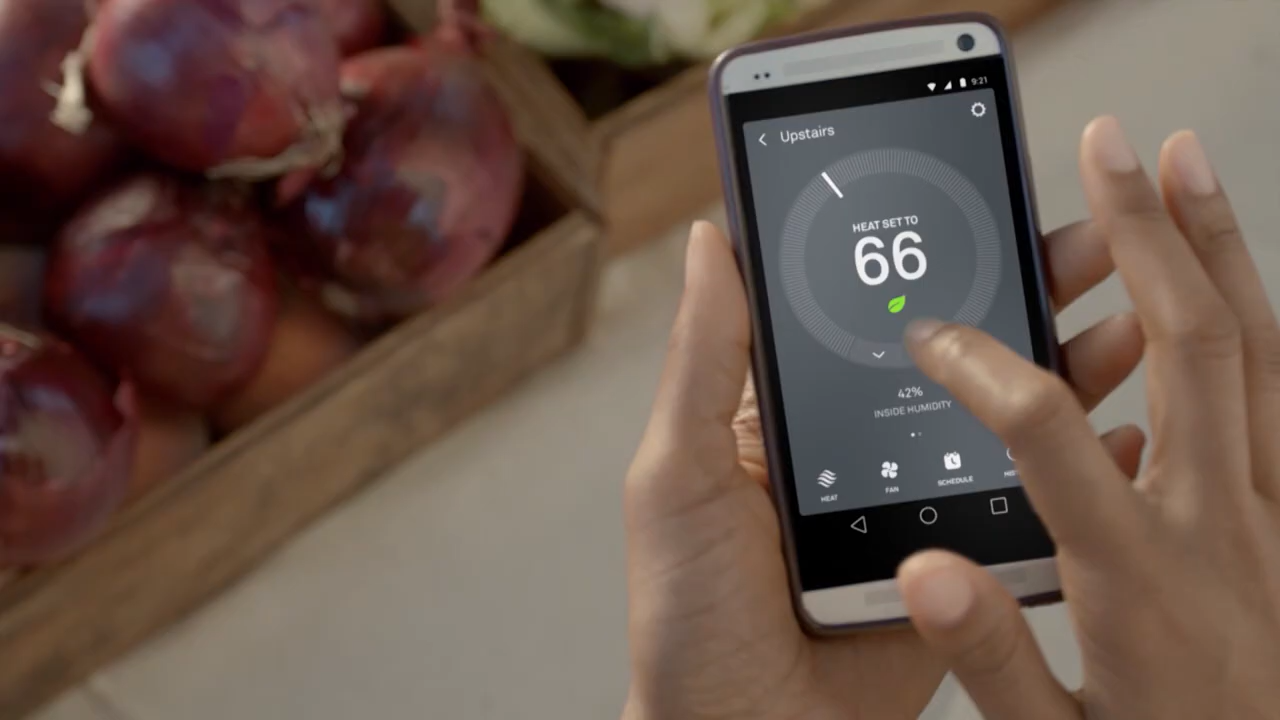 9:21
Upstairs
HEAT SET TO
66
42%
INSIDE HUMIDITY
HEAT
FAN
SCHEDULE